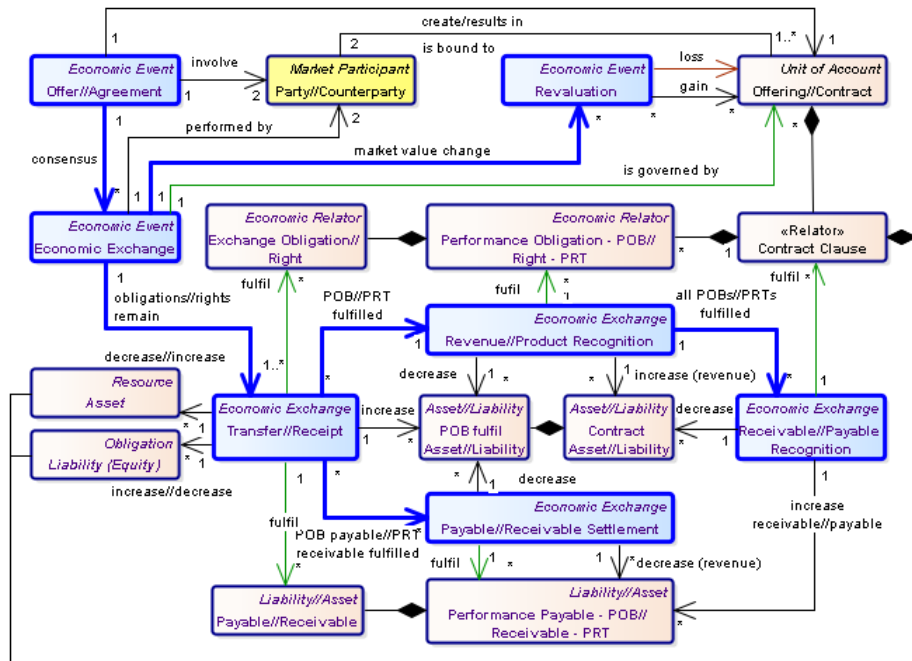 create/results in
1
2
1..*
1
is bound to
Economic Event
Offer//Agreement
involve
1
2
Market Participant
Party//Counterparty
2
Economic Event
Revaluation
loss
gain
*
*
*
Unit of Account
Offering//Contract
*
1
consensus
*
performed by
market value change
is governed by
1
1
1
Economic Event
Economic Exchange
Economic Relator
Exchange Obligation//
Right
Economic Relator
Performance Obligation - POB//
Right - PRT
*
1
«Relator»
Contract Clause
1
obligations//rights
remain
fulfil
*
POB//PRT
fulfilled
fufil
*
1
all POBs//PRTs
fulfilled
fulfil
*
Economic Exchange
Revenue//Product Recognition
1
1
decrease//increase
1..*
*
decrease
1
*
*
1
increase (revenue)
*
1
Resource
Asset
*
1
Economic Exchange
Transfer//Receipt
increase
1
*
Asset//Liability
POB fulfil
Asset//Liability
Asset//Liability
Contract
Asset//Liability
decrease
*
1
Economic Exchange
Receivable//Payable
Recognition
Obligation
Liability (Equity)
*
1
increase//decrease
1
*
*
1
decrease
1
increase
receivable//payable
fulfil
POB payable//PRT
receivable fulfilled
*
Economic Exchange
Payable//Receivable Settlement
fulfil
1
*
1
*
decrease (revenue)
*
Liability//Asset
Payable//Receivable
Liability//Asset
Performance Payable - POB//
Receivable - PRT
*